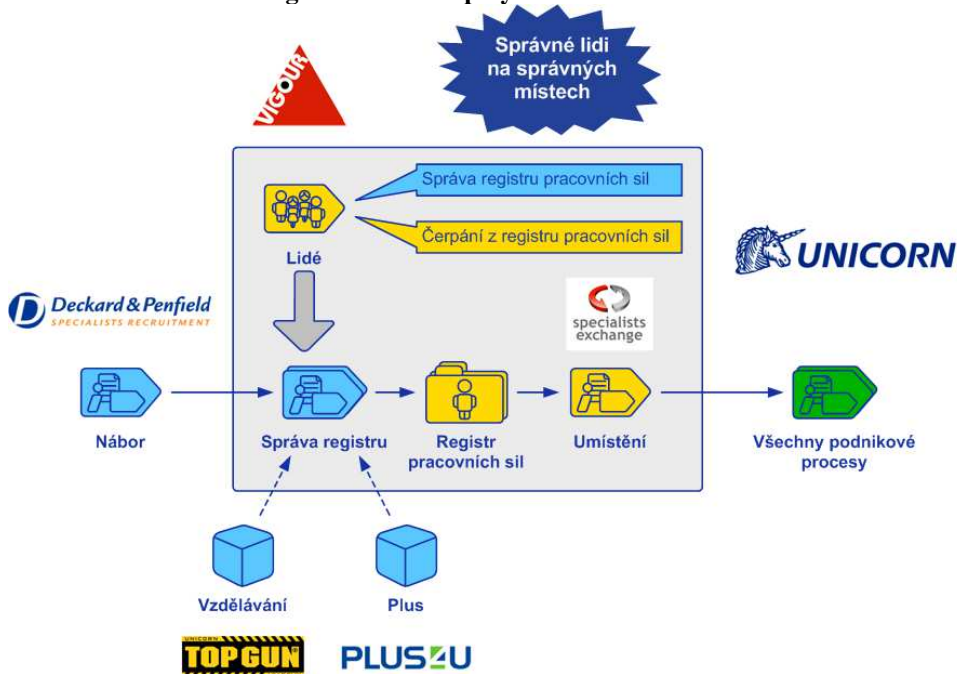 Správné lidi
na správných
místech
VIGOUR
Správa registru pracovních sil
Čerpání z registru pracovních sil
Lidé
UNICORN
Deckard & Penfield
SPECIALISTS RECRUITMENT
specialists
exchange
Nábor
Správa registru
Registr
pracovních sil
Umístění
Všechny podnikové
procesy
Vzdělávání
Plus
UNICORN
TOP GUN
PLUS4U